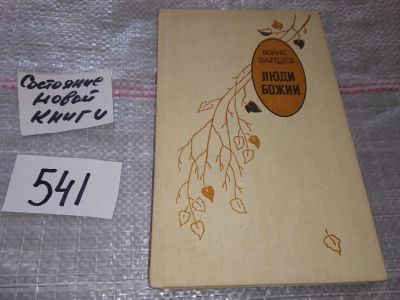 Состояние
новой
книги
541
БОРИС
ЗАЙЦЕВ
ЛЮДИ
БОЖИИ